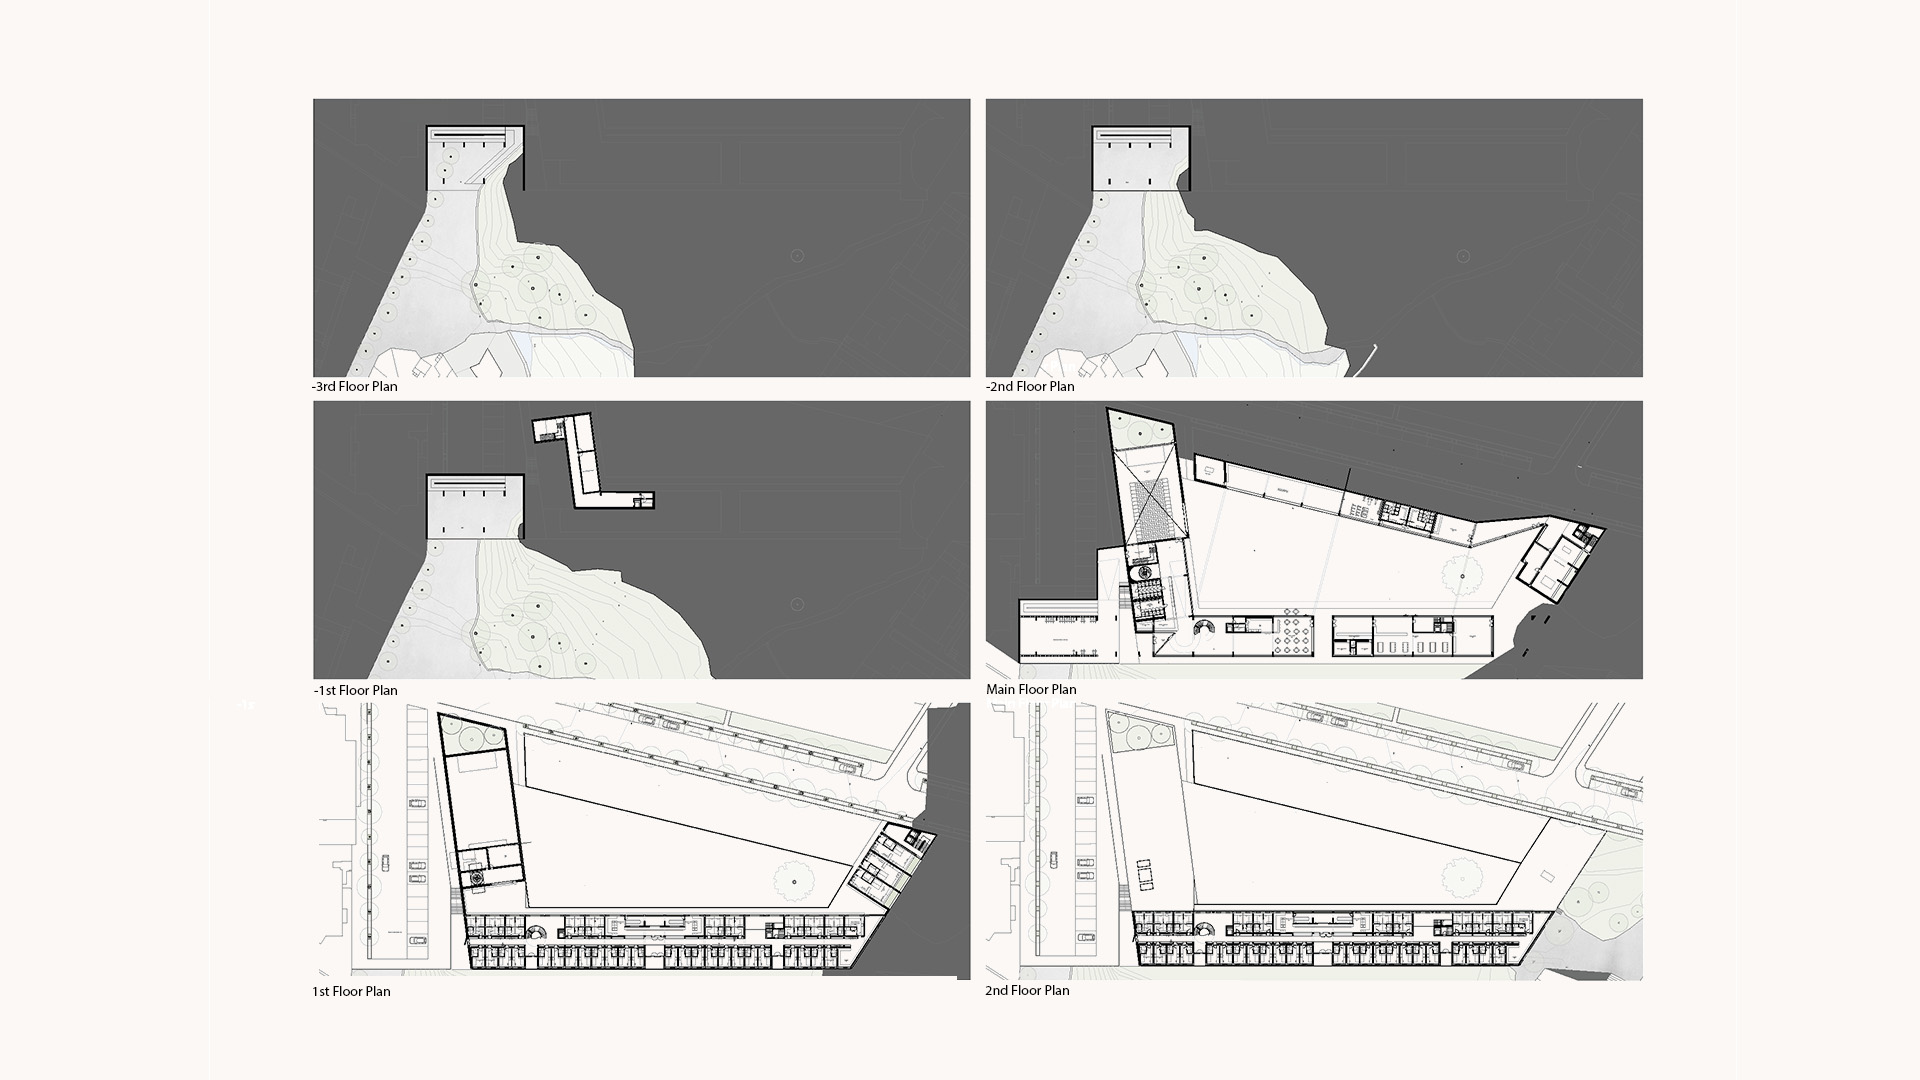 -3rd Floor Plan
-2nd Floor Plan
-1st Floor Plan
Main Floor Plan
1st Floor Plan
2nd Floor Plan